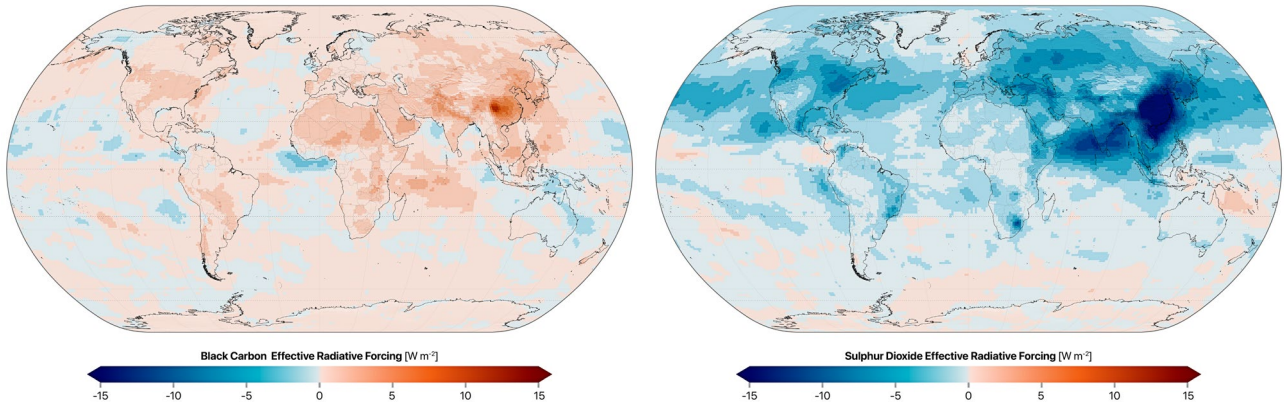 Black Carbon Effective Radiative Forcing [W m⁻²]
-15 -10 -5 0 5 10 15
Sulphur Dioxide Effective Radiative Forcing [W m⁻²]
-15 -10 -5 0 5 10 15